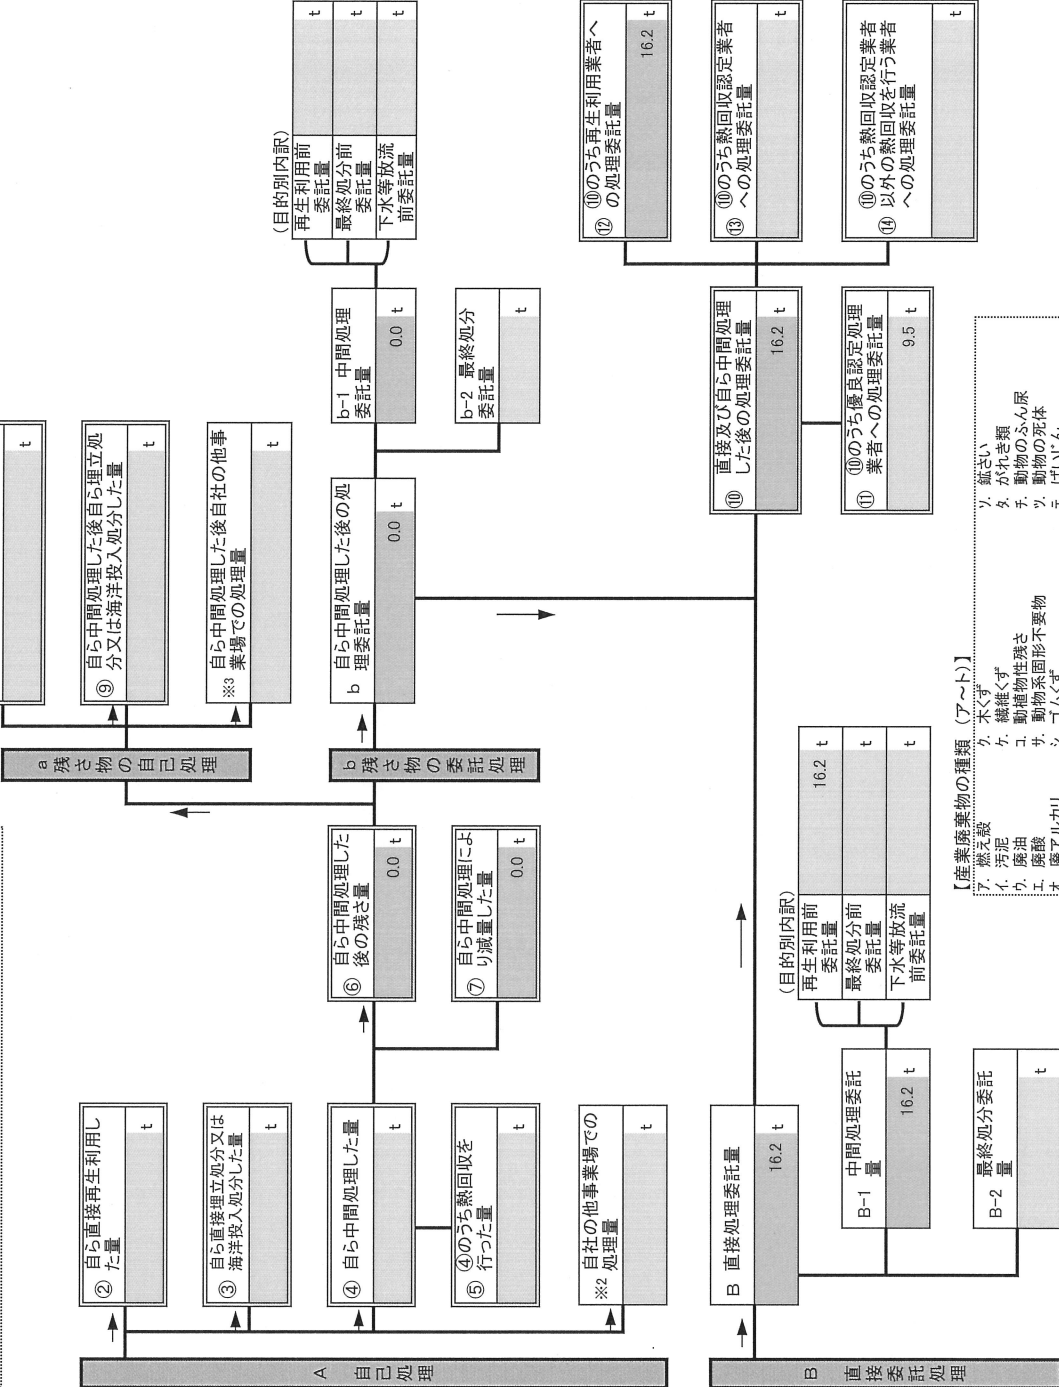 A 自己処理
② 自ら直接再生利用し
た量
t
③ 自ら直接埋立処分又は
海洋投入処分した量
t
④ 自ら中間処理した量
t
⑤ ④のうち熱回収を
行った量
t
※2 自社の他事業場での
処理量
t
⑥ 自ら中間処理した
後の残さ量
0.0 t
⑦ 自ら中間処理によ
り減量した量
0.0 t
a 残さ物の自己処理
t
⑨ 自ら中間処理した後自ら埋立処
分又は海洋投入処分した量
t
※3 自ら中間処理した後自社の他事
業場での処理量
t
b 残さ物の委託処理
b 自ら中間処理した後の処
理委託量
0.0 t
b-1 中間処理
委託量
0.0 t
b-2 最終処分
委託量
t
(目的別内訳)
再生利用前
委託量
t
最終処分前
委託量
t
下水等放流
前委託量
t
B 直接委託処理
B 直接処理委託量
16.2 t
B-1 中間処理委託
量
16.2 t
B-2 最終処分委託
量
t
(目的別内訳)
再生利用前
委託量
16.2 t
最終処分前
委託量
t
下水等放流
前委託量
t
⑩ 直接及び自ら中間処理
した後の処理委託量
16.2 t
⑪ ⑩のうち優良認定処理
業者への処理委託量
9.5 t
⑫ ⑩のうち再生利用業者へ
の処理委託量
16.2 t
⑬ ⑩のうち熱回収認定業者
への処理委託量
t
⑭ ⑩のうち熱回収認定業者
以外の熱回収を行う業者
への処理委託量
t
【産業廃棄物の種類 (ア～ト)】
ア. 燃え殻 ク. 木くず ソ. 鉱さい
イ. 汚泥 ケ. 繊維くず タ. がれき類
ウ. 廃油 コ. 動植物性残さ チ. 動物のふん尿
エ. 廃酸 サ. 動物系固形不要物 ツ. 動物の死体
オ. 廃アルカリ シ. ゴムくず テ. ばいじん